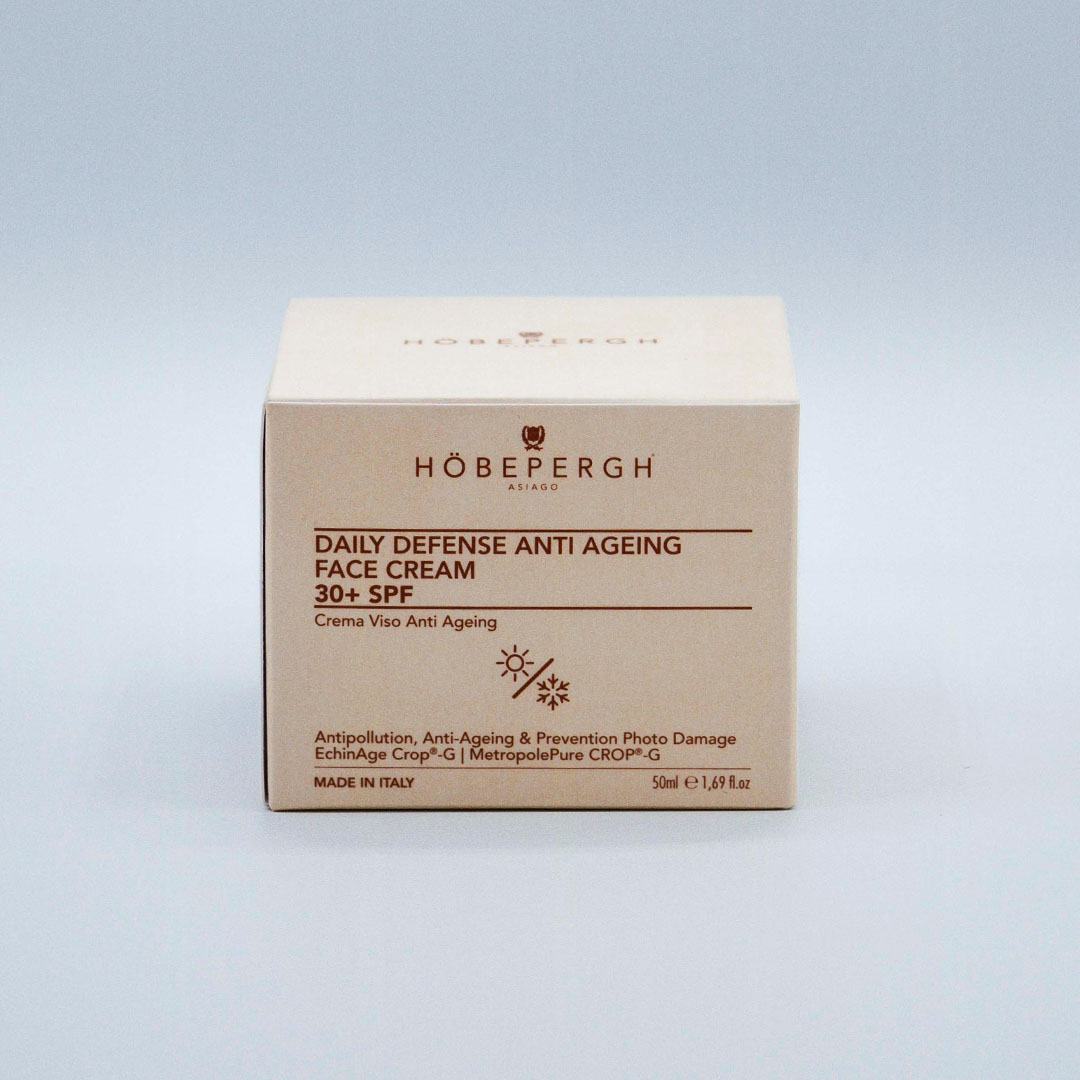 HÖBEPERGH
ASIAGO
HÖBEPERGH
ASIAGO
DAILY DEFENSE ANTI AGEING
FACE CREAM
30+ SPF
Crema Viso Anti Ageing
Antipollution, Anti-Ageing & Prevention Photo Damage
EchinAge Crop®-G | MetropolePure CROP®-G
MADE IN ITALY 50ml ℮ 1,69 fl.oz